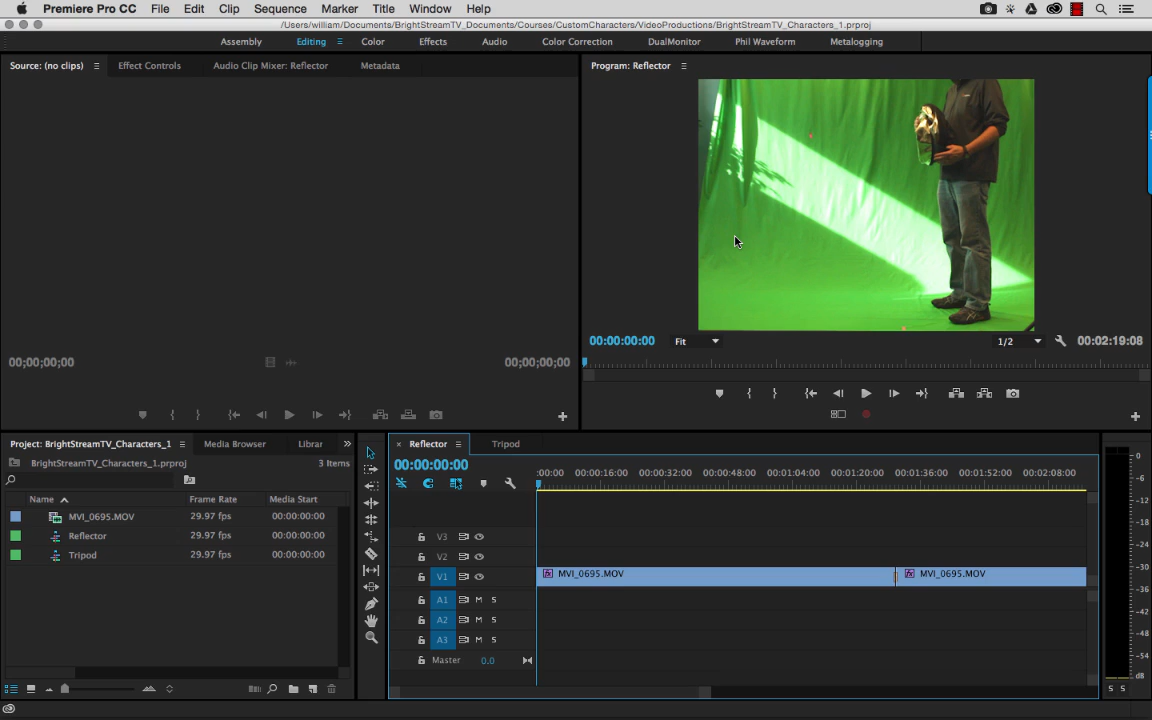 Premiere Pro CC File Edit Clip Sequence Marker Title Window Help
/Users/william/Documents/BrightStreamTV_Documents/Courses/CustomCharacters/VideoProductions/BrightStreamTV_Characters_1.prproj
Assembly Editing Color Effects Audio Color Correction DualMonitor Phil Waveform Metalogging
Source: (no clips) Effect Controls Audio Clip Mixer: Reflector Metadata
Program: Reflector
00:00:00:00 Fit 1/2 00:02:19:08
00;00;00;00 00;00;00;00
Project: BrightStreamTV_Characters_1 Media Browser Librar
BrightStreamTV_Characters_1.prproj 3 Items
Name Frame Rate Media Start
MVI_0695.MOV 29.97 fps 00:00:00:00
Reflector 29.97 fps 00:00:00:00
Tripod 29.97 fps 00:00:00:00
Reflector Tripod
00:00:00:00
:00:00 00:00:16:00 00:00:32:00 00:00:48:00 00:01:04:00 00:01:20:00 00:01:36:00 00:01:52:00 00:02:08:00
V3
V2
V1 MVI_0695.MOV MVI_0695.MOV
A1 M S
A2 M S
A3 M S
Master 0.0
0
-6
-12
-18
-24
-30
-36
-42
-48
-54
dB
S S